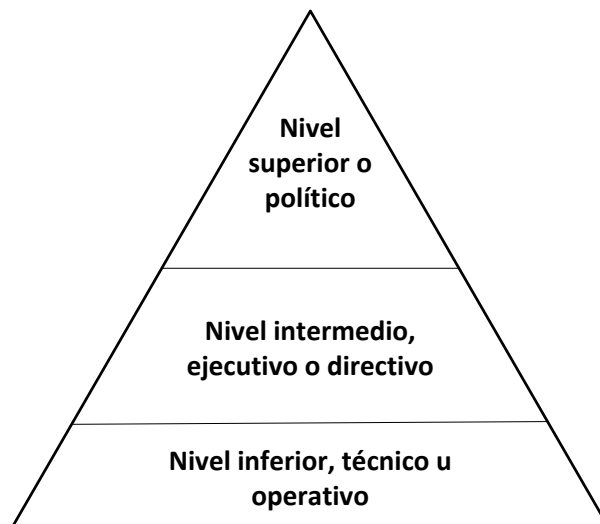 Nivel
superior o
político
Nivel intermedio,
ejecutivo o directivo
Nivel inferior, técnico u
operativo